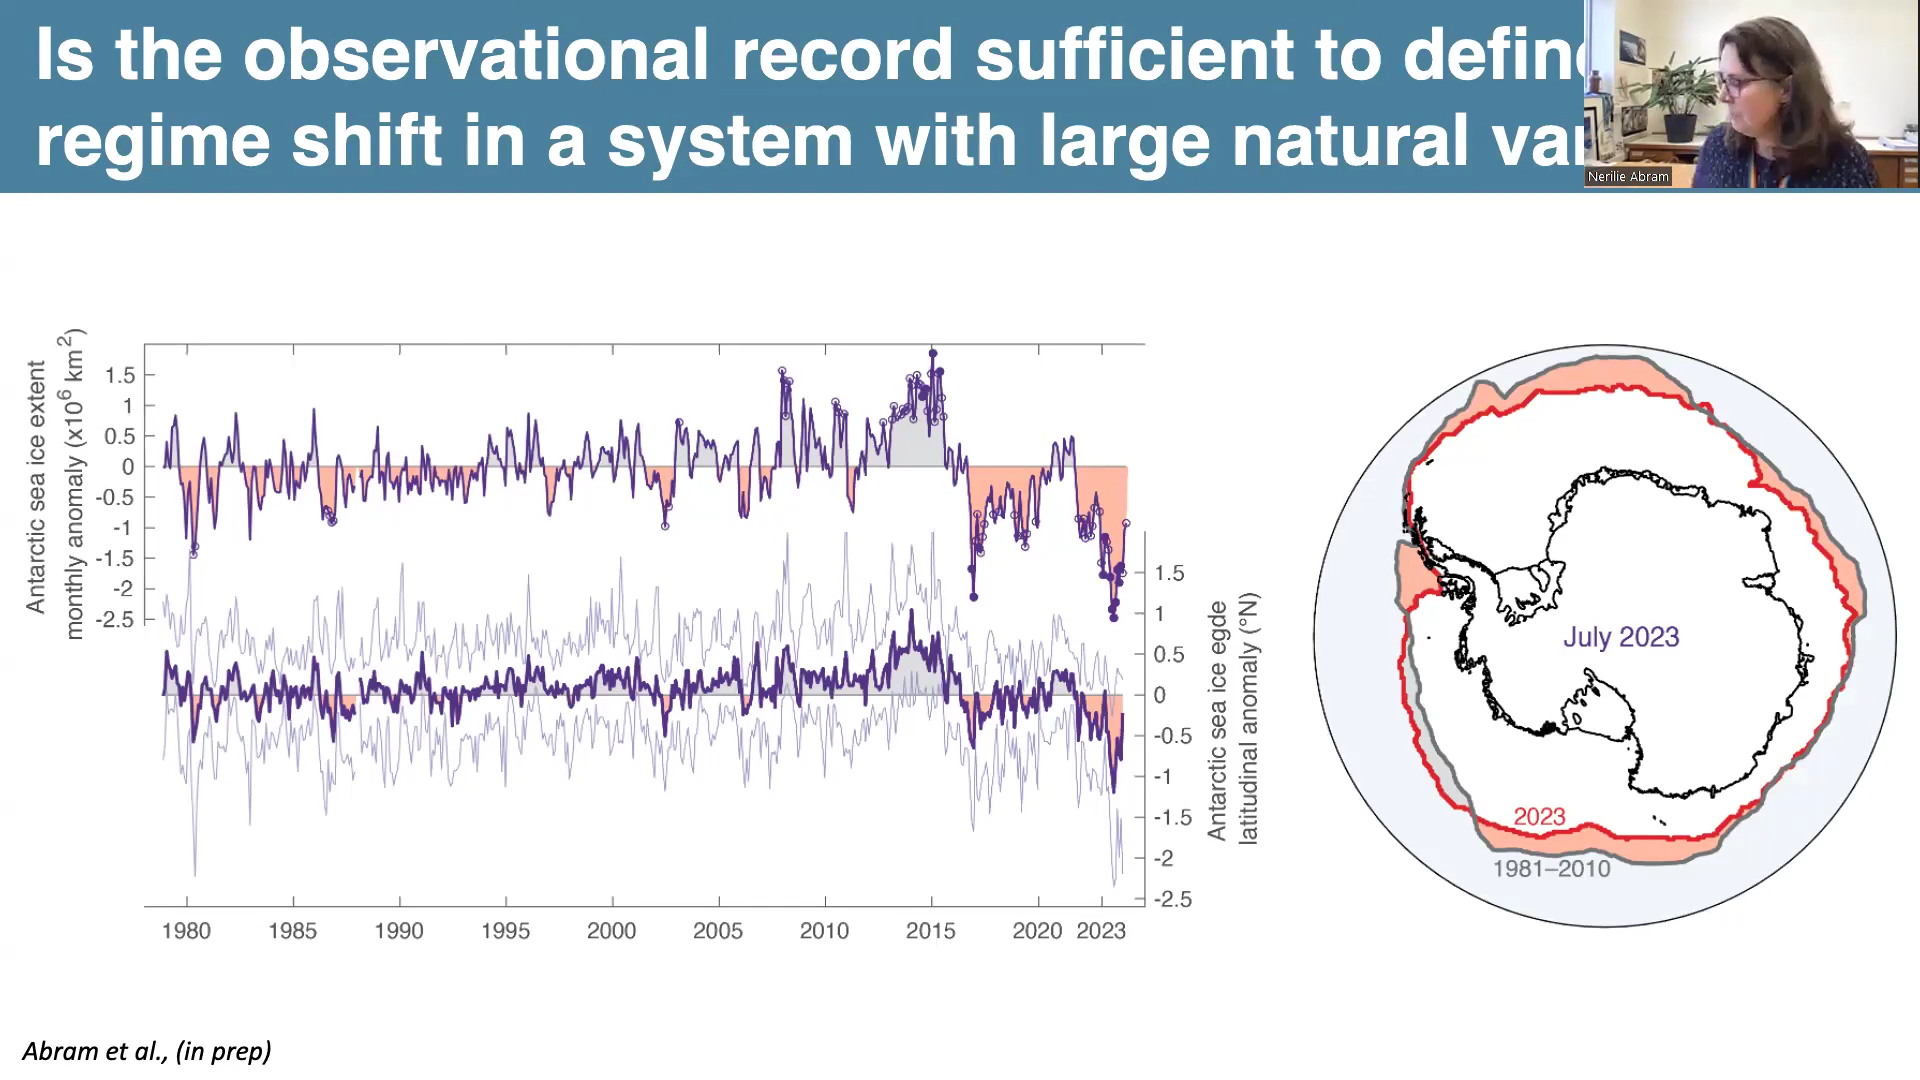 Is the observational record sufficient to define
regime shift in a system with large natural var
Nerilie Abram
Antarctic sea ice extent
monthly anomaly (x10⁶ km²)
1.5
1
0.5
0
-0.5
-1
-1.5
-2
-2.5
1.5
1
0.5
0
-0.5
-1
-1.5
-2
-2.5
Antarctic sea ice egde
latitudinal anomaly (°N)
1980 1985 1990 1995 2000 2005 2010 2015 2020 2023
July 2023
2023
1981–2010
Abram et al., (in prep)